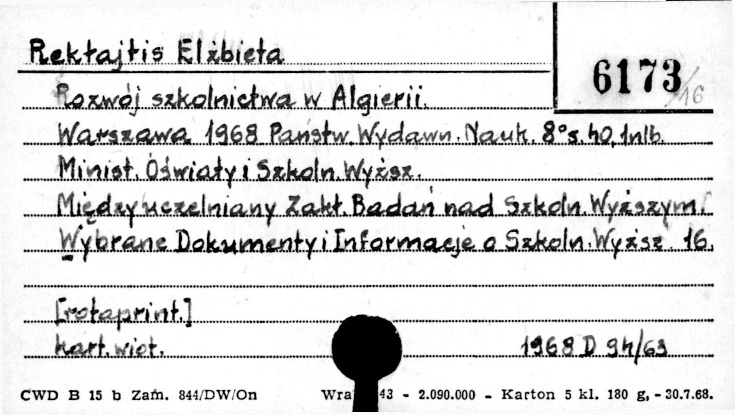 Rektajtis Elżbieta
6173/16
Rozwój szkolnictwa w Algierii.
Warszawa 1968 Państw. Wydawn. Nauk. 8° s. 40, 1nlb.
Minist. Oświaty i Szkoln. Wyższ.
Międzyuczelniany Zakł. Badań nad Szkoln. Wyższym.
Wybrane Dokumenty i Informacje o Szkoln. Wyższ 16.
[rotaprint.]
kart. wiot.
1968 D 94/63
CWD B 15 b Zam. 844/DW/On 43 - 2.090.000 - Karton 5 kl. 180 g, - 30.7.68.